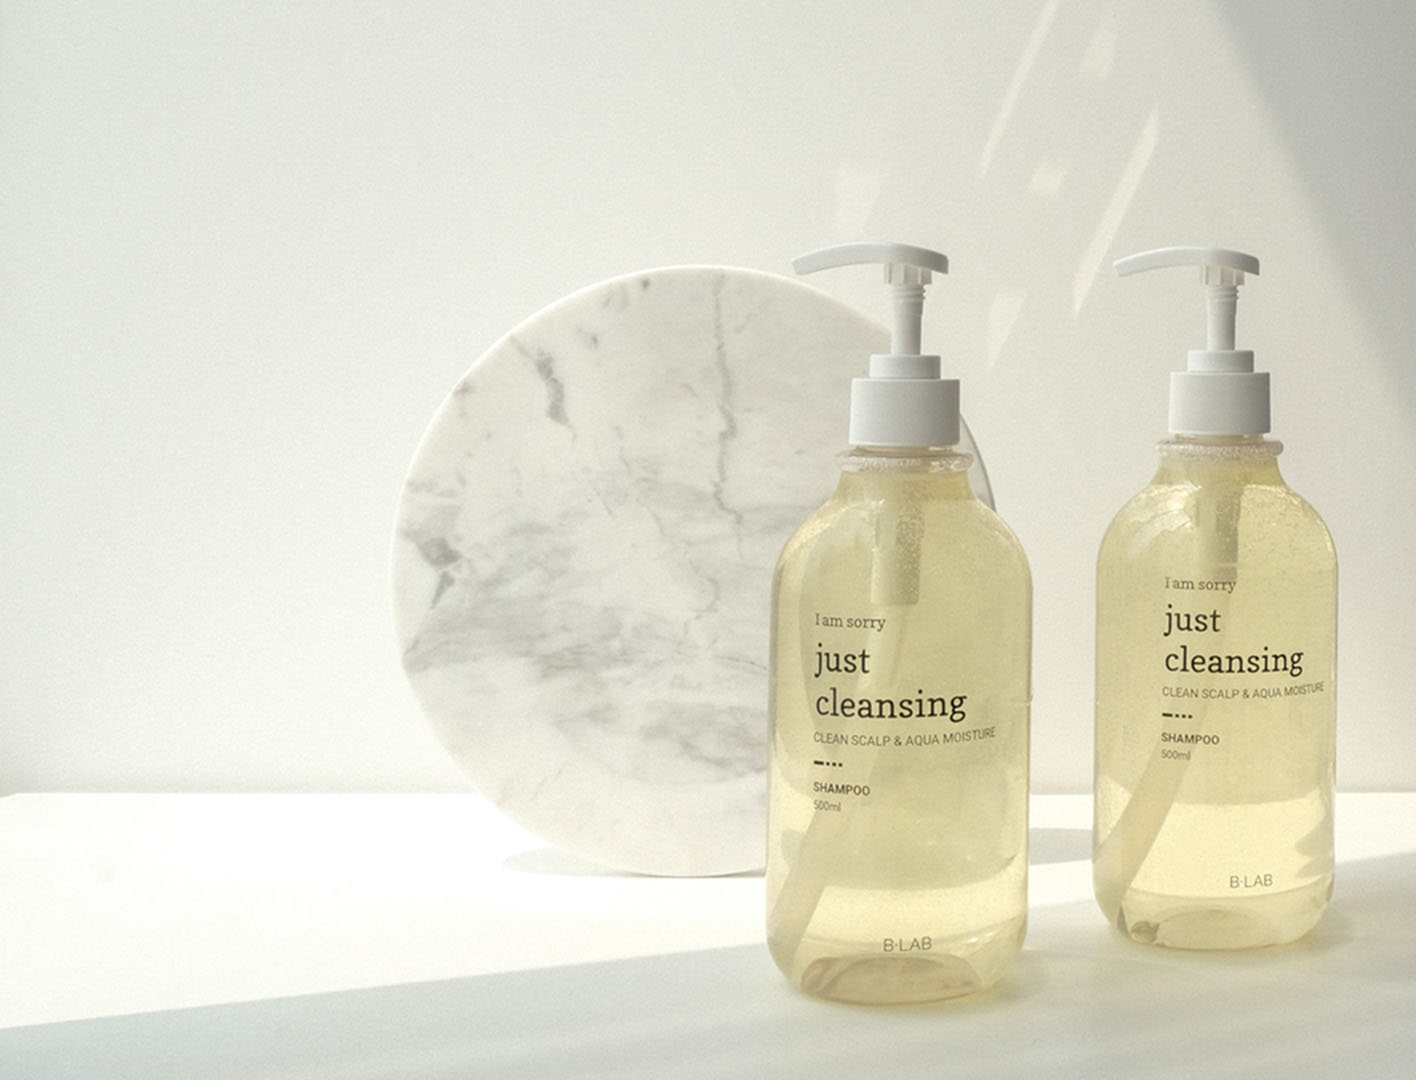 I am sorry
just
cleansing
CLEAN SCALP & AQUA MOISTURE
SHAMPOO
500ml
B·LAB
I am sorry
just
cleansing
CLEAN SCALP & AQUA MOISTURE
SHAMPOO
500ml
B·LAB